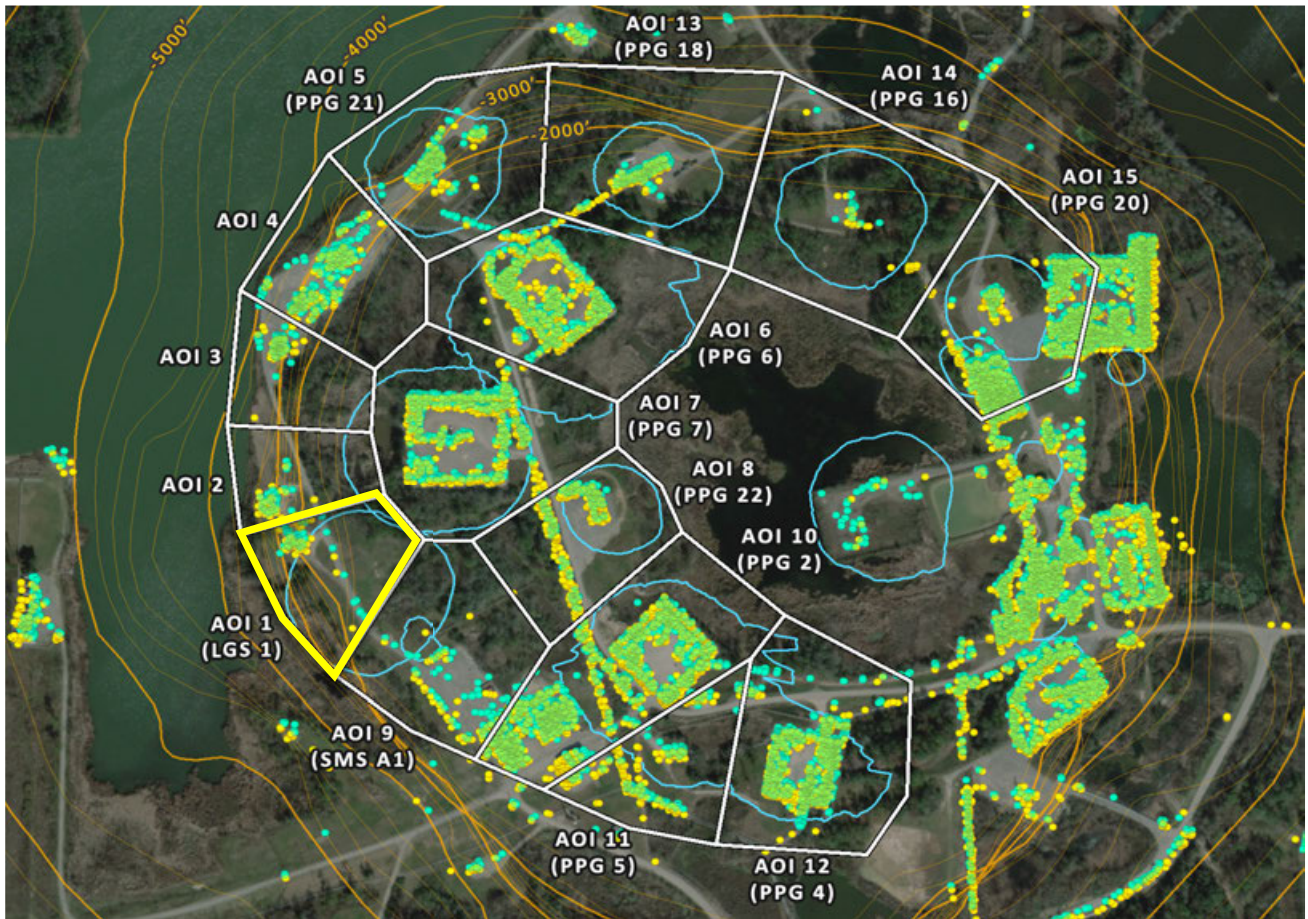 -5000'
-4000'
AOI 13
(PPG 18)
AOI 5
(PPG 21)
AOI 14
(PPG 16)
-3000'
-2000'
AOI 15
(PPG 20)
AOI 4
AOI 3
AOI 6
(PPG 6)
AOI 7
(PPG 7)
AOI 2
AOI 8
(PPG 22)
AOI 10
(PPG 2)
AOI 1
(LGS 1)
AOI 9
(SMS A1)
AOI 11
(PPG 5)
AOI 12
(PPG 4)